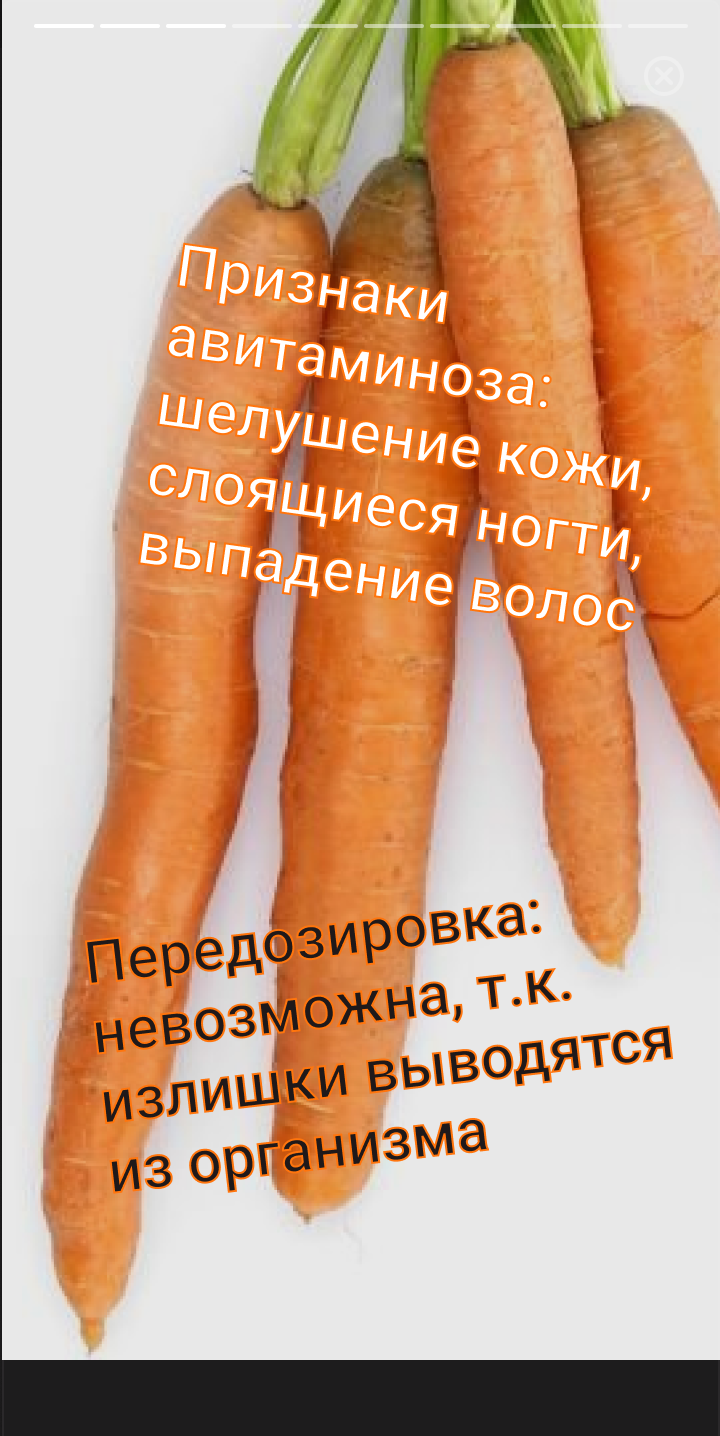 Признаки
авитаминоза:
шелушение кожи,
слоящиеся ногти,
выпадение волос
Передозировка:
невозможна, т.к.
излишки выводятся
из организма